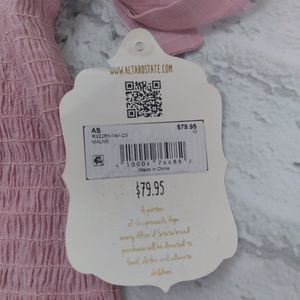 WWW.ALTARDSTATE.COM
AS $79.95
MAUVE
Made in China
$79.95
A portion
of the proceeds from
every Altar'd State brand
purchase will be donated to
feed, clothe and educate
children.